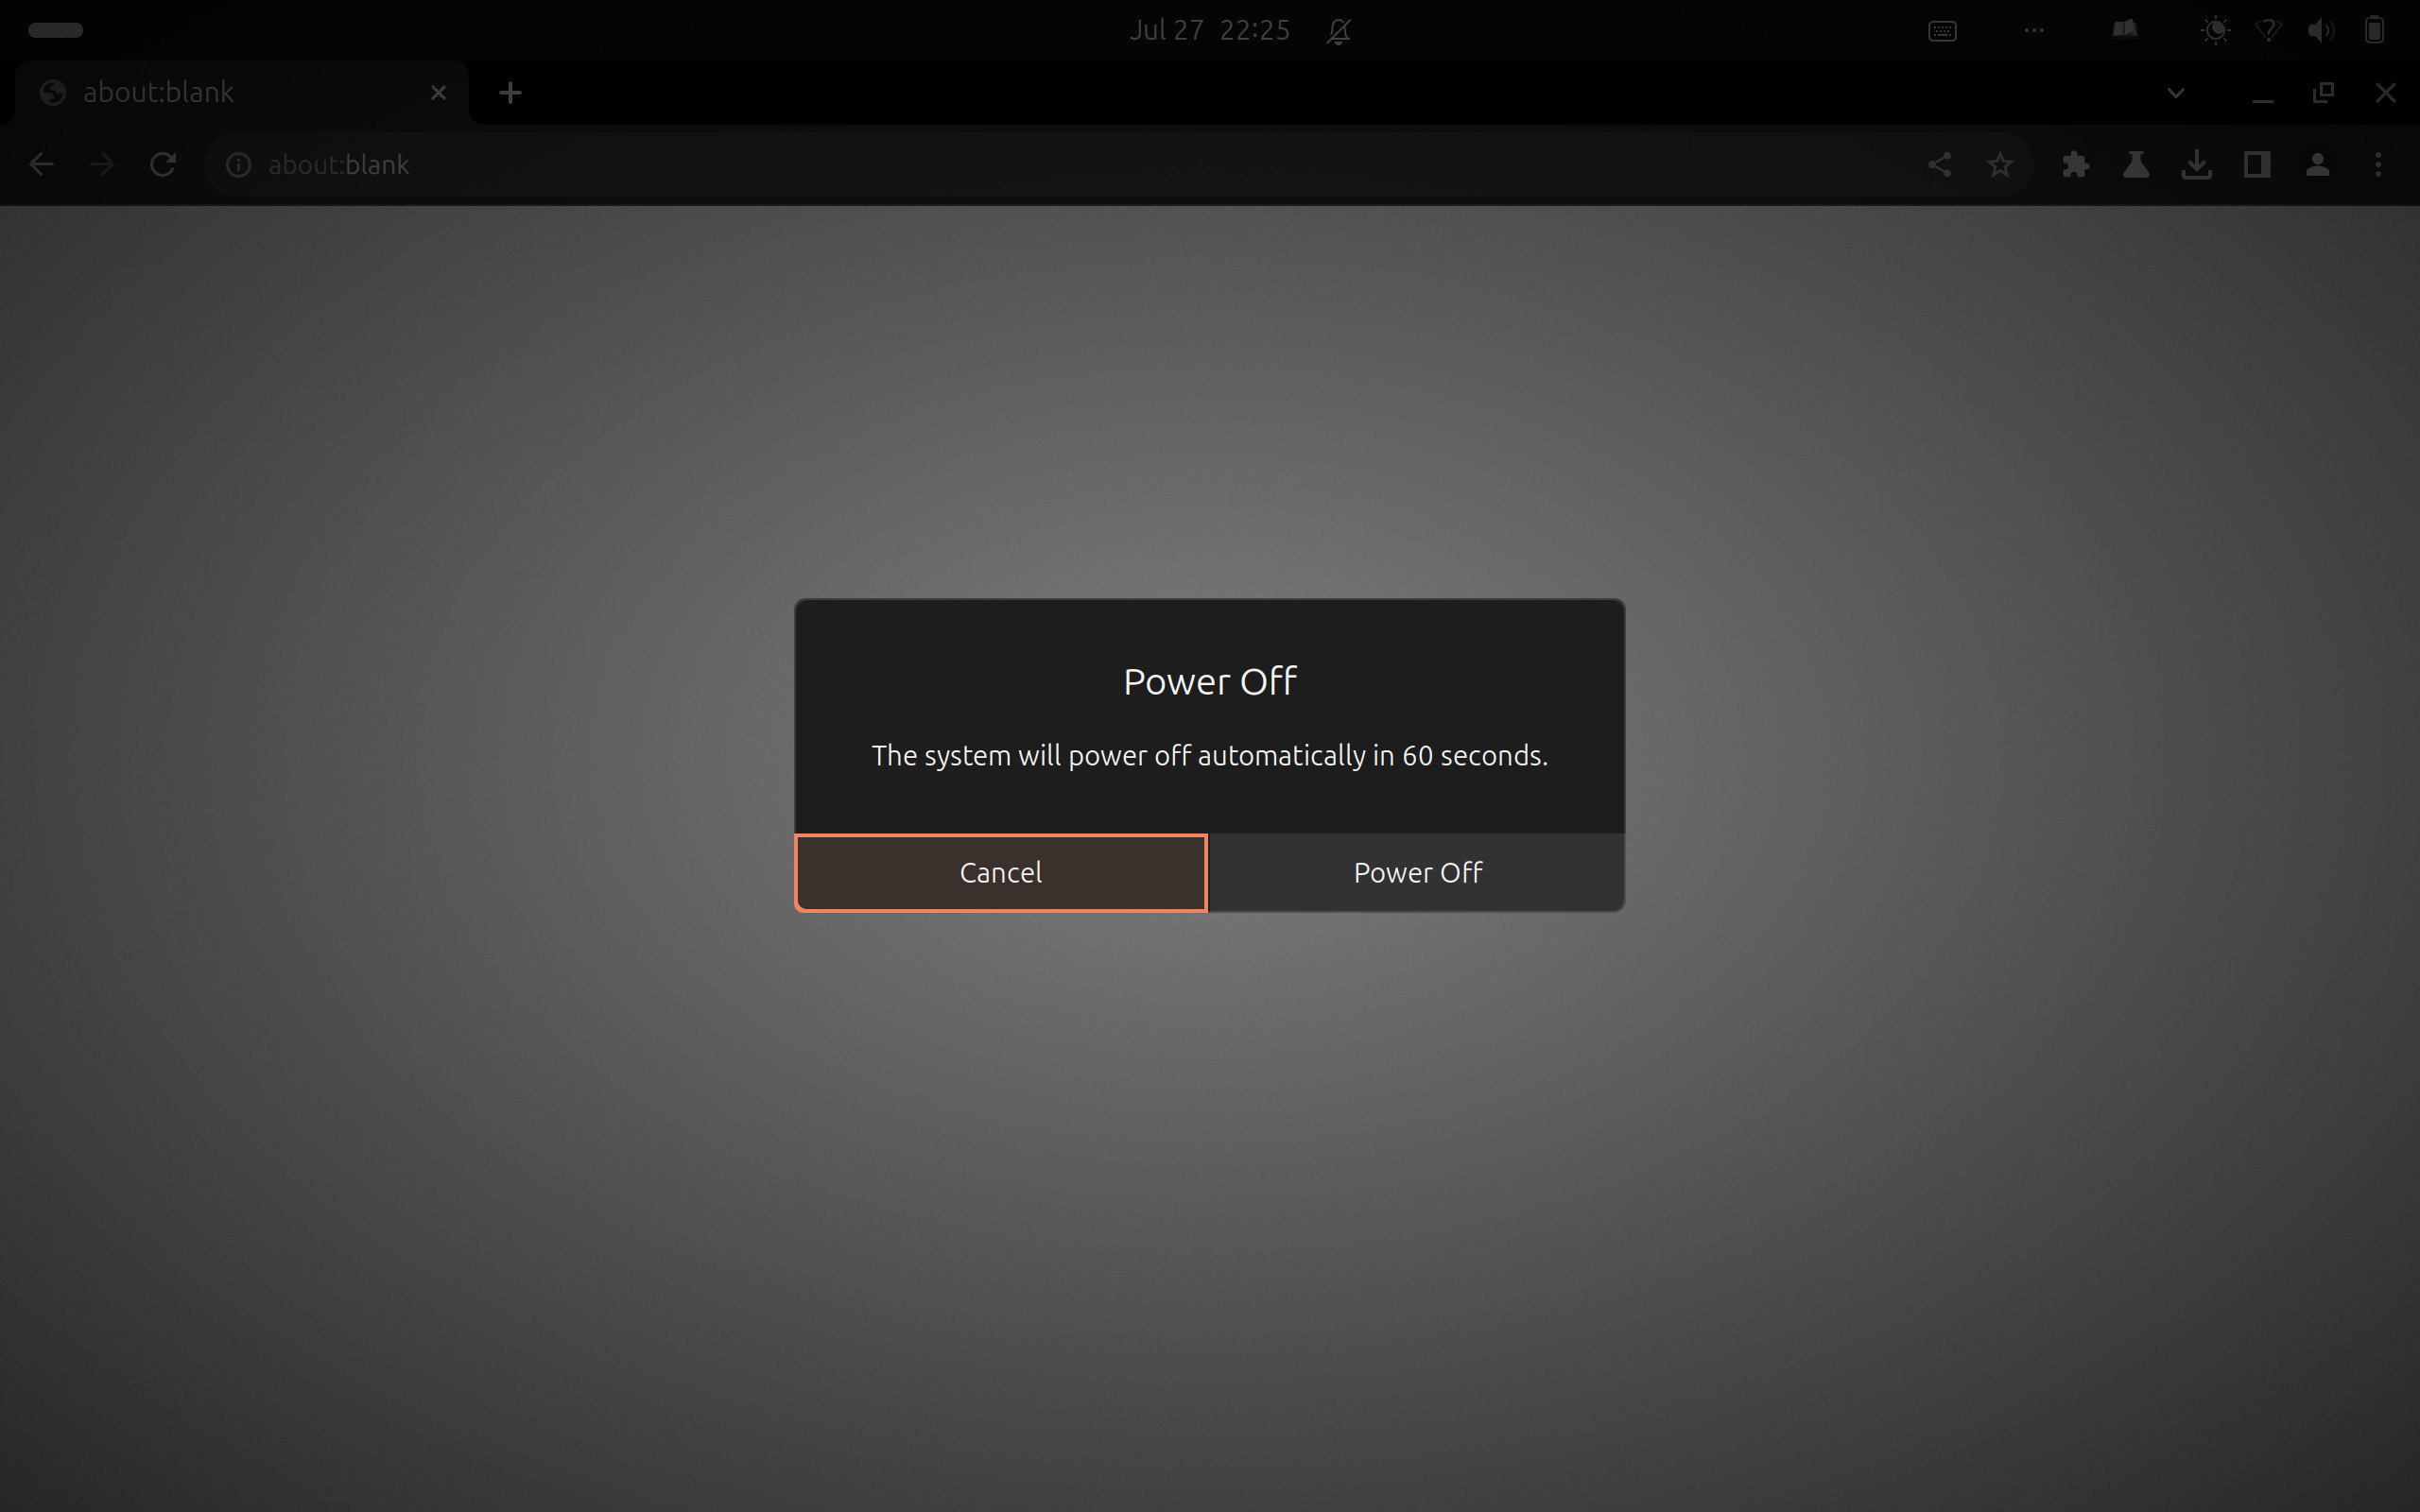 Jul 27 22:25
about:blank
about:blank
Power Off
The system will power off automatically in 60 seconds.
Cancel
Power Off